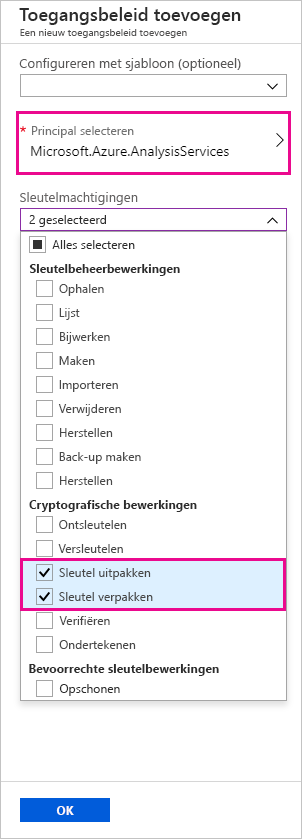 Toegangsbeleid toevoegen
Een nieuw toegangsbeleid toevoegen
Configureren met sjabloon (optioneel)
* Principal selecteren
Microsoft.Azure.AnalysisServices
Sleutelmachtigingen
2 geselecteerd
Alles selecteren
Sleutelbeheerbewerkingen
Ophalen
Lijst
Bijwerken
Maken
Importeren
Verwijderen
Herstellen
Back-up maken
Herstellen
Cryptografische bewerkingen
Ontsleutelen
Versleutelen
Sleutel uitpakken
Sleutel verpakken
Verifiëren
Ondertekenen
Bevoorrechte sleutelbewerkingen
Opschonen
OK